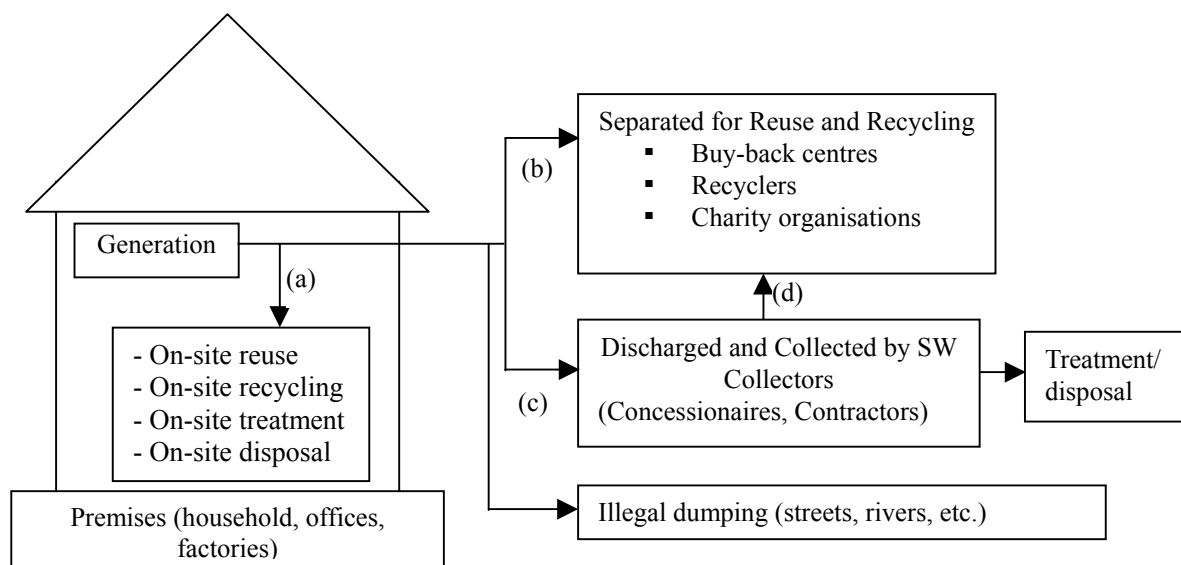 Generation
(a)
- On-site reuse
- On-site recycling
- On-site treatment
- On-site disposal
Premises (household, offices,
factories)
(b)
Separated for Reuse and Recycling
▪ Buy-back centres
▪ Recyclers
▪ Charity organisations
(d)
(c)
Discharged and Collected by SW
Collectors
(Concessionaires, Contractors)
Treatment/
disposal
Illegal dumping (streets, rivers, etc.)